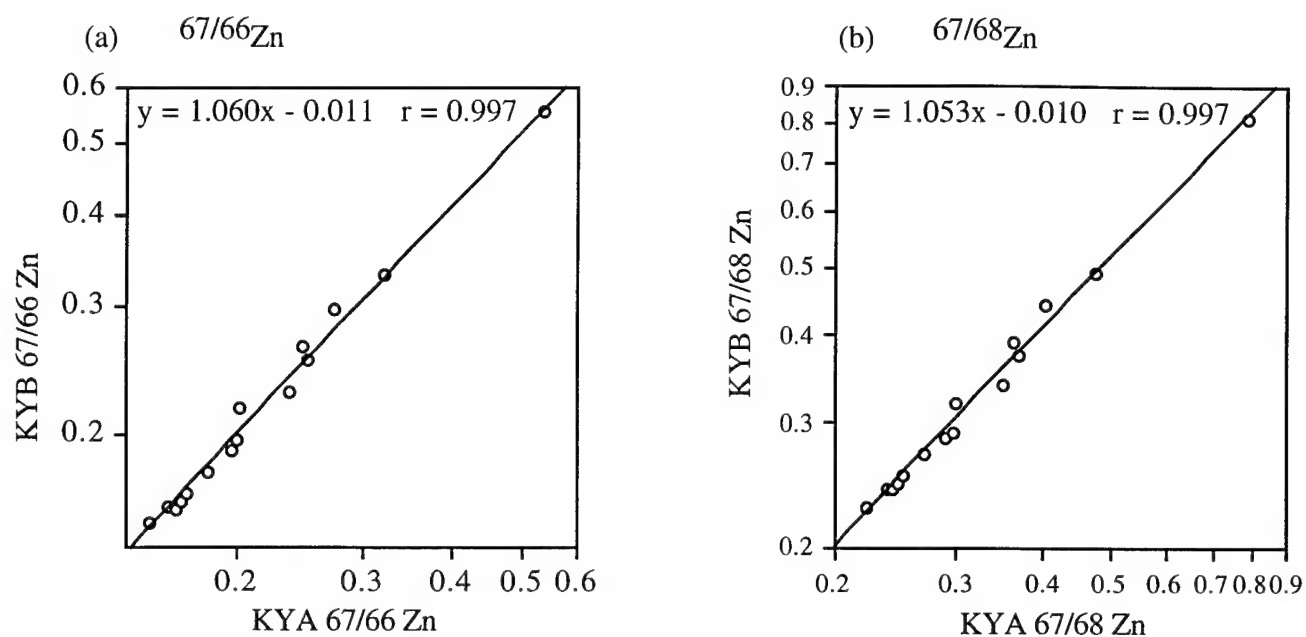 (a) 67/66Zn
0.6
y = 1.060x - 0.011 r = 0.997
0.5
0.4
0.3
0.2
KYB 67/66 Zn
0.2 0.3 0.4 0.5 0.6
KYA 67/66 Zn
(b) 67/68Zn
0.9
y = 1.053x - 0.010 r = 0.997
0.8
0.7
0.6
0.5
0.4
0.3
0.2
KYB 67/68 Zn
0.2 0.3 0.4 0.5 0.6 0.7 0.8 0.9
KYA 67/68 Zn